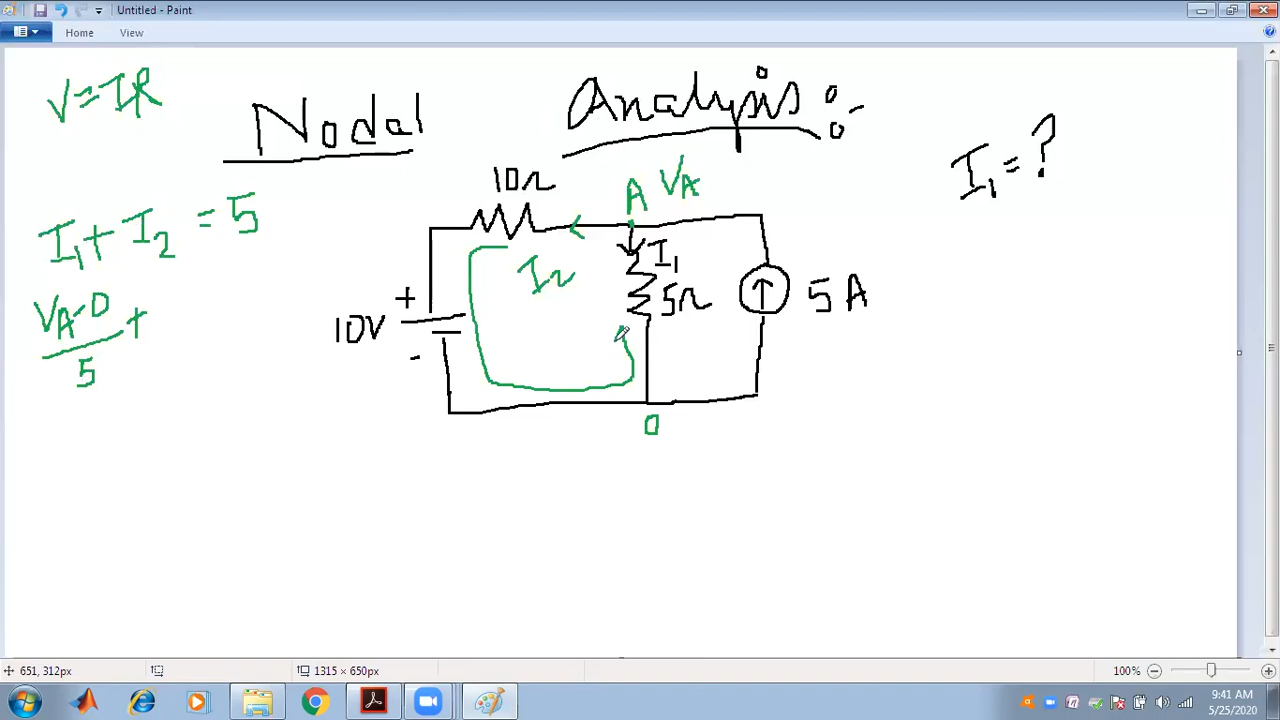 Untitled - Paint
Home View
V=IR
Nodal Analysis :-
I₁ = ?
10Ω
A VA
I₁ + I₂ = 5
I₂
I₁
5Ω
5 A
+
10V
-
VA-0 +
5
0
651, 312px
1315 × 650px
100%
9:41 AM
5/25/2020